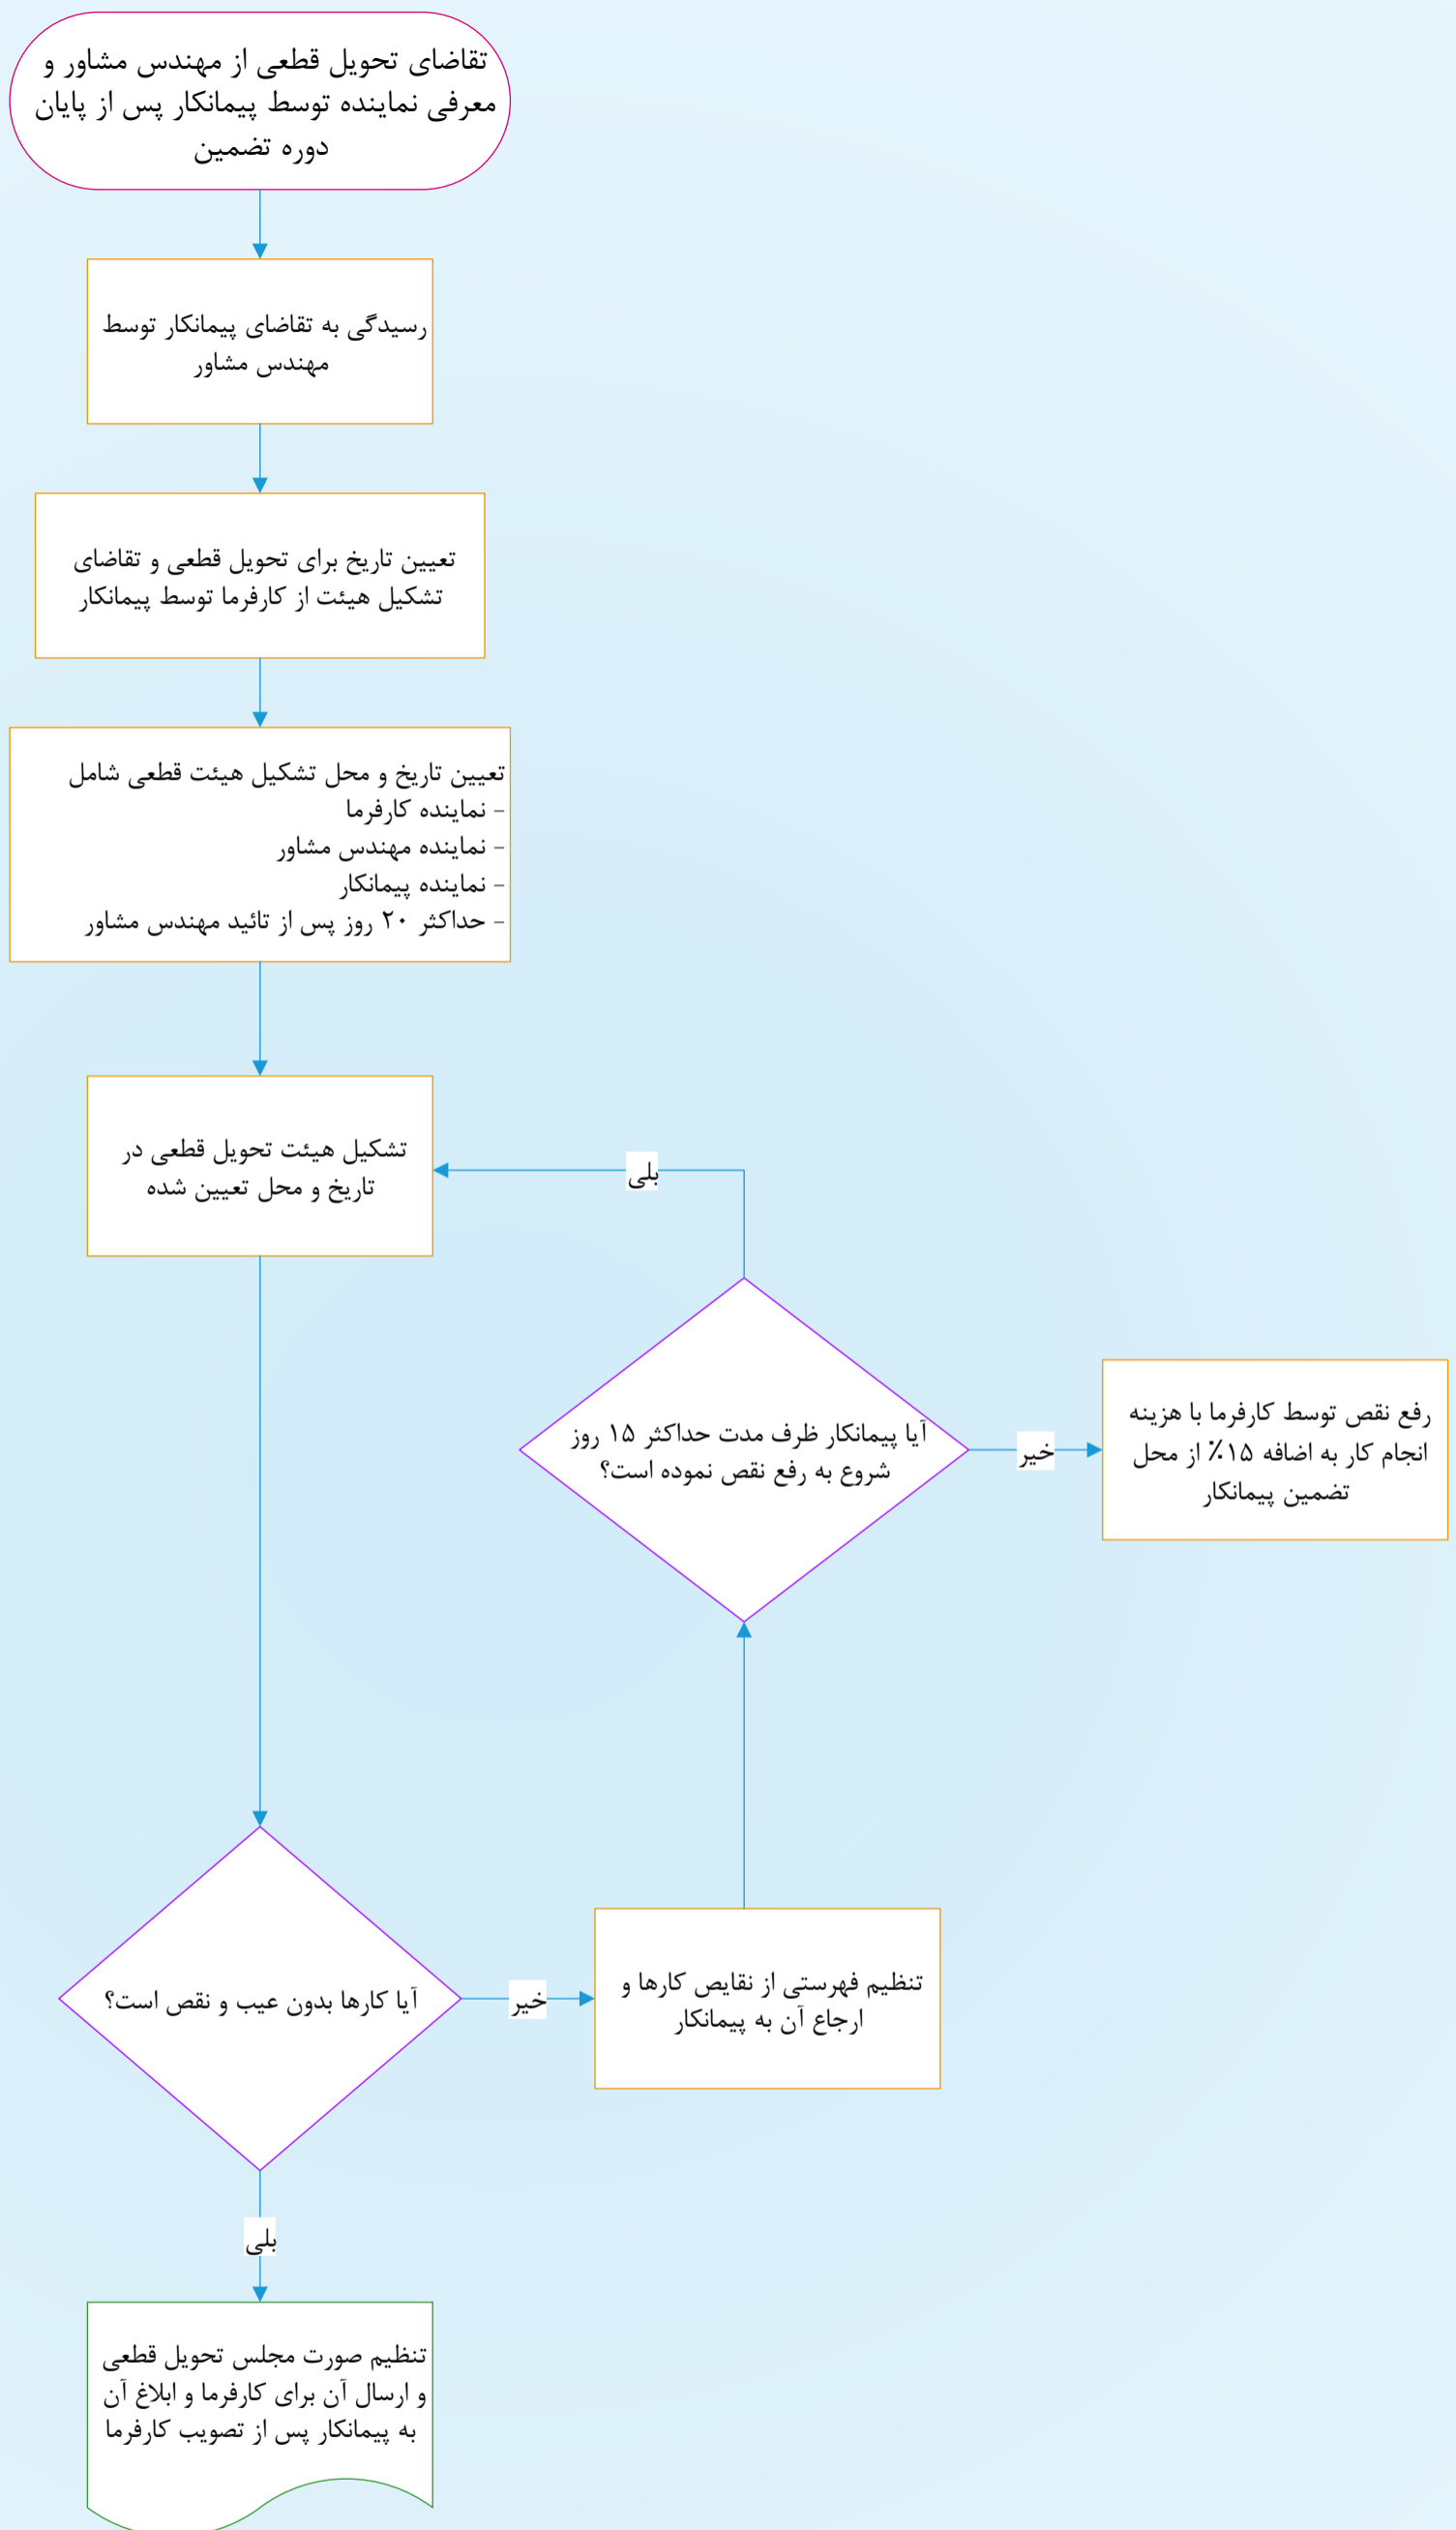 تقاضای تحویل قطعی از مهندس مشاور و
معرفی نماینده توسط پیمانکار پس از پایان
دوره تضمین
رسیدگی به تقاضای پیمانکار توسط
مهندس مشاور
تعیین تاریخ برای تحویل قطعی و تقاضای
تشکیل هیئت از کارفرما توسط پیمانکار
تعیین تاریخ و محل تشکیل هیئت قطعی شامل
- نماینده کارفرما
- نماینده مهندس مشاور
- نماینده پیمانکار
- حداکثر ۲۰ روز پس از تائید مهندس مشاور
تشکیل هیئت تحویل قطعی در
تاریخ و محل تعیین شده
بلی
آیا پیمانکار ظرف مدت حداکثر ۱۵ روز
شروع به رفع نقص نموده است؟
خیر
رفع نقص توسط کارفرما با هزینه
انجام کار به اضافه ۱۵٪ از محل
تضمین پیمانکار
آیا کارها بدون عیب و نقص است؟
خیر
تنظیم فهرستی از نقایص کارها و
ارجاع آن به پیمانکار
بلی
تنظیم صورت مجلس تحویل قطعی
و ارسال آن برای کارفرما و ابلاغ آن
به پیمانکار پس از تصویب کارفرما